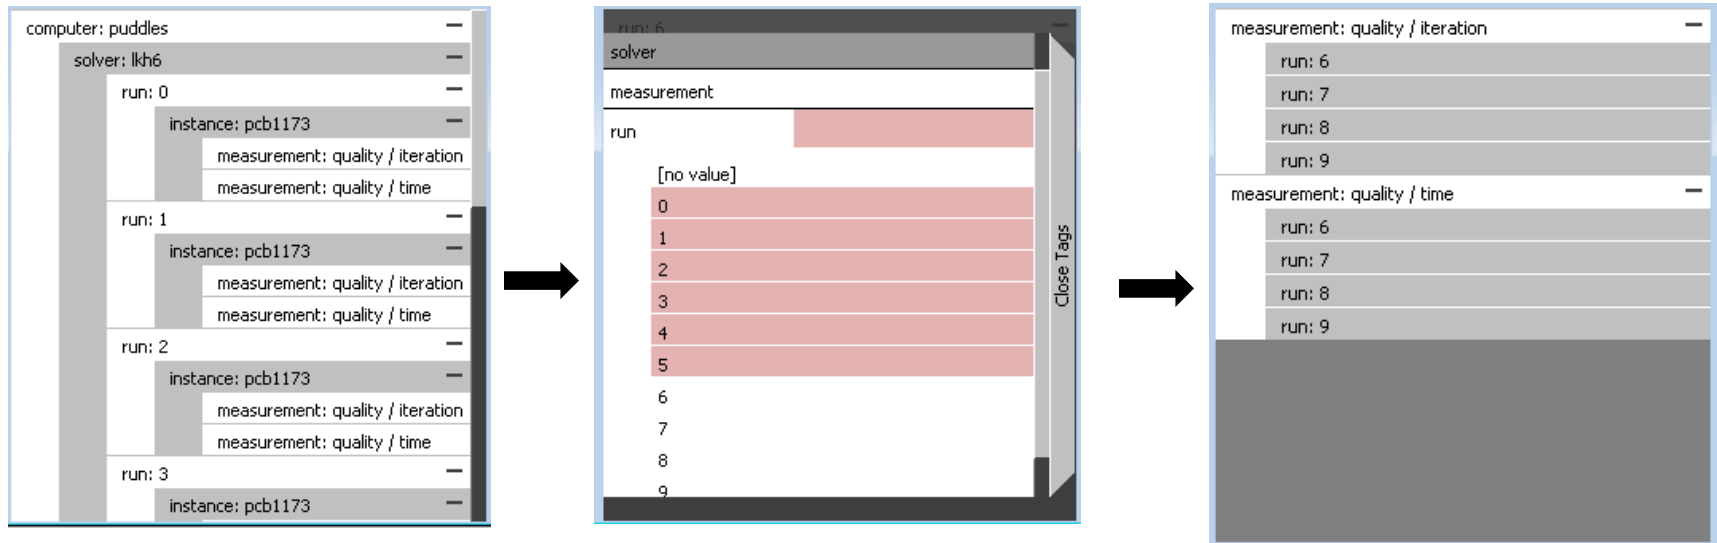 computer: puddles
solver: lkh6
run: 0
instance: pcb1173
measurement: quality / iteration
measurement: quality / time
run: 1
instance: pcb1173
measurement: quality / iteration
measurement: quality / time
run: 2
instance: pcb1173
measurement: quality / iteration
measurement: quality / time
run: 3
instance: pcb1173
run: 6
solver
measurement
run
[no value]
0
1
2
3
4
5
6
7
8
9
Close Tags
measurement: quality / iteration
run: 6
run: 7
run: 8
run: 9
measurement: quality / time
run: 6
run: 7
run: 8
run: 9